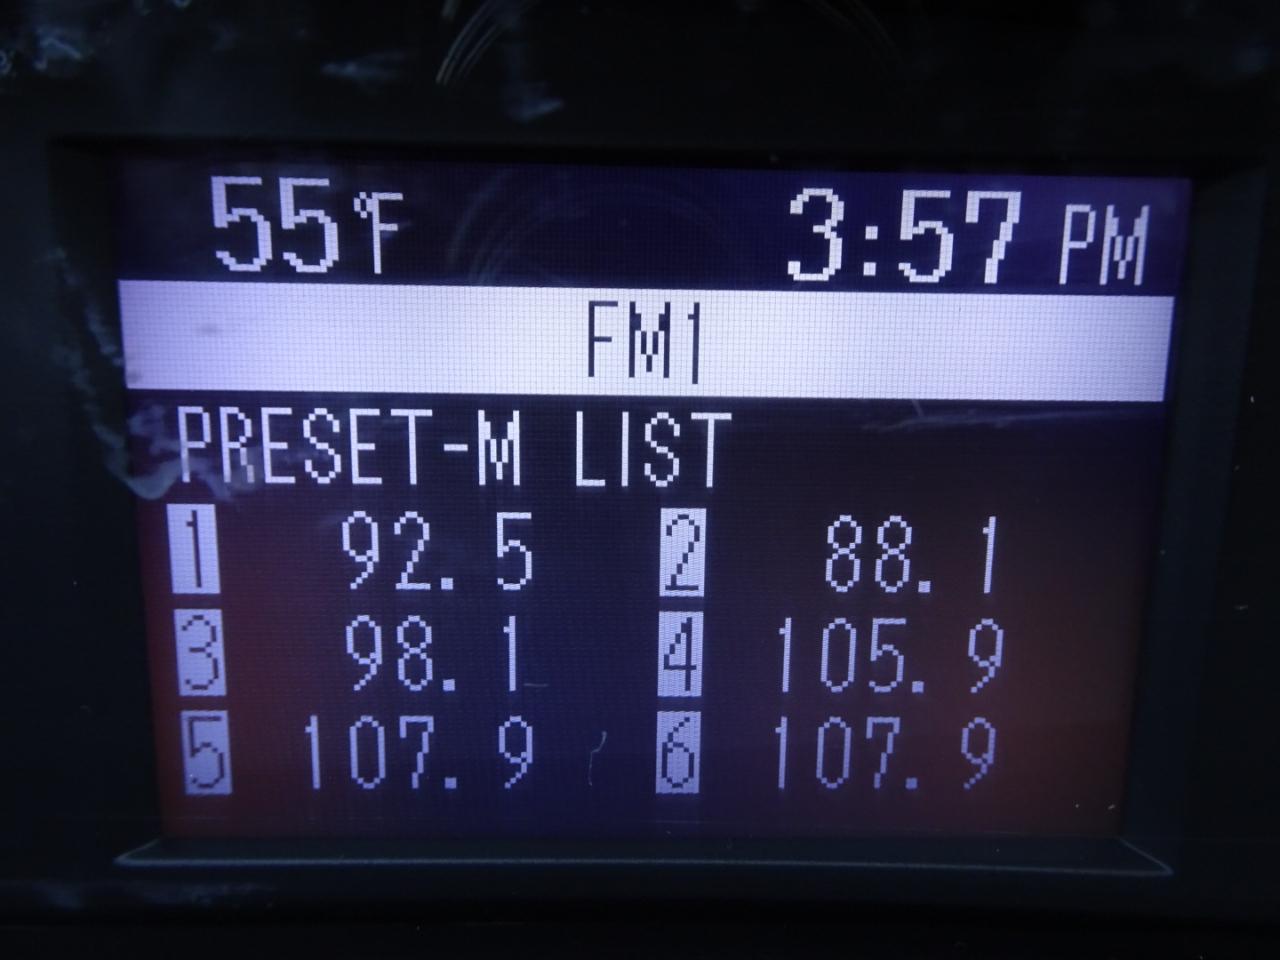 55°F 3:57 PM
FM1
PRESET-M LIST
1 92.5 2 88.1
3 98.1 4 105.9
5 107.9 6 107.9